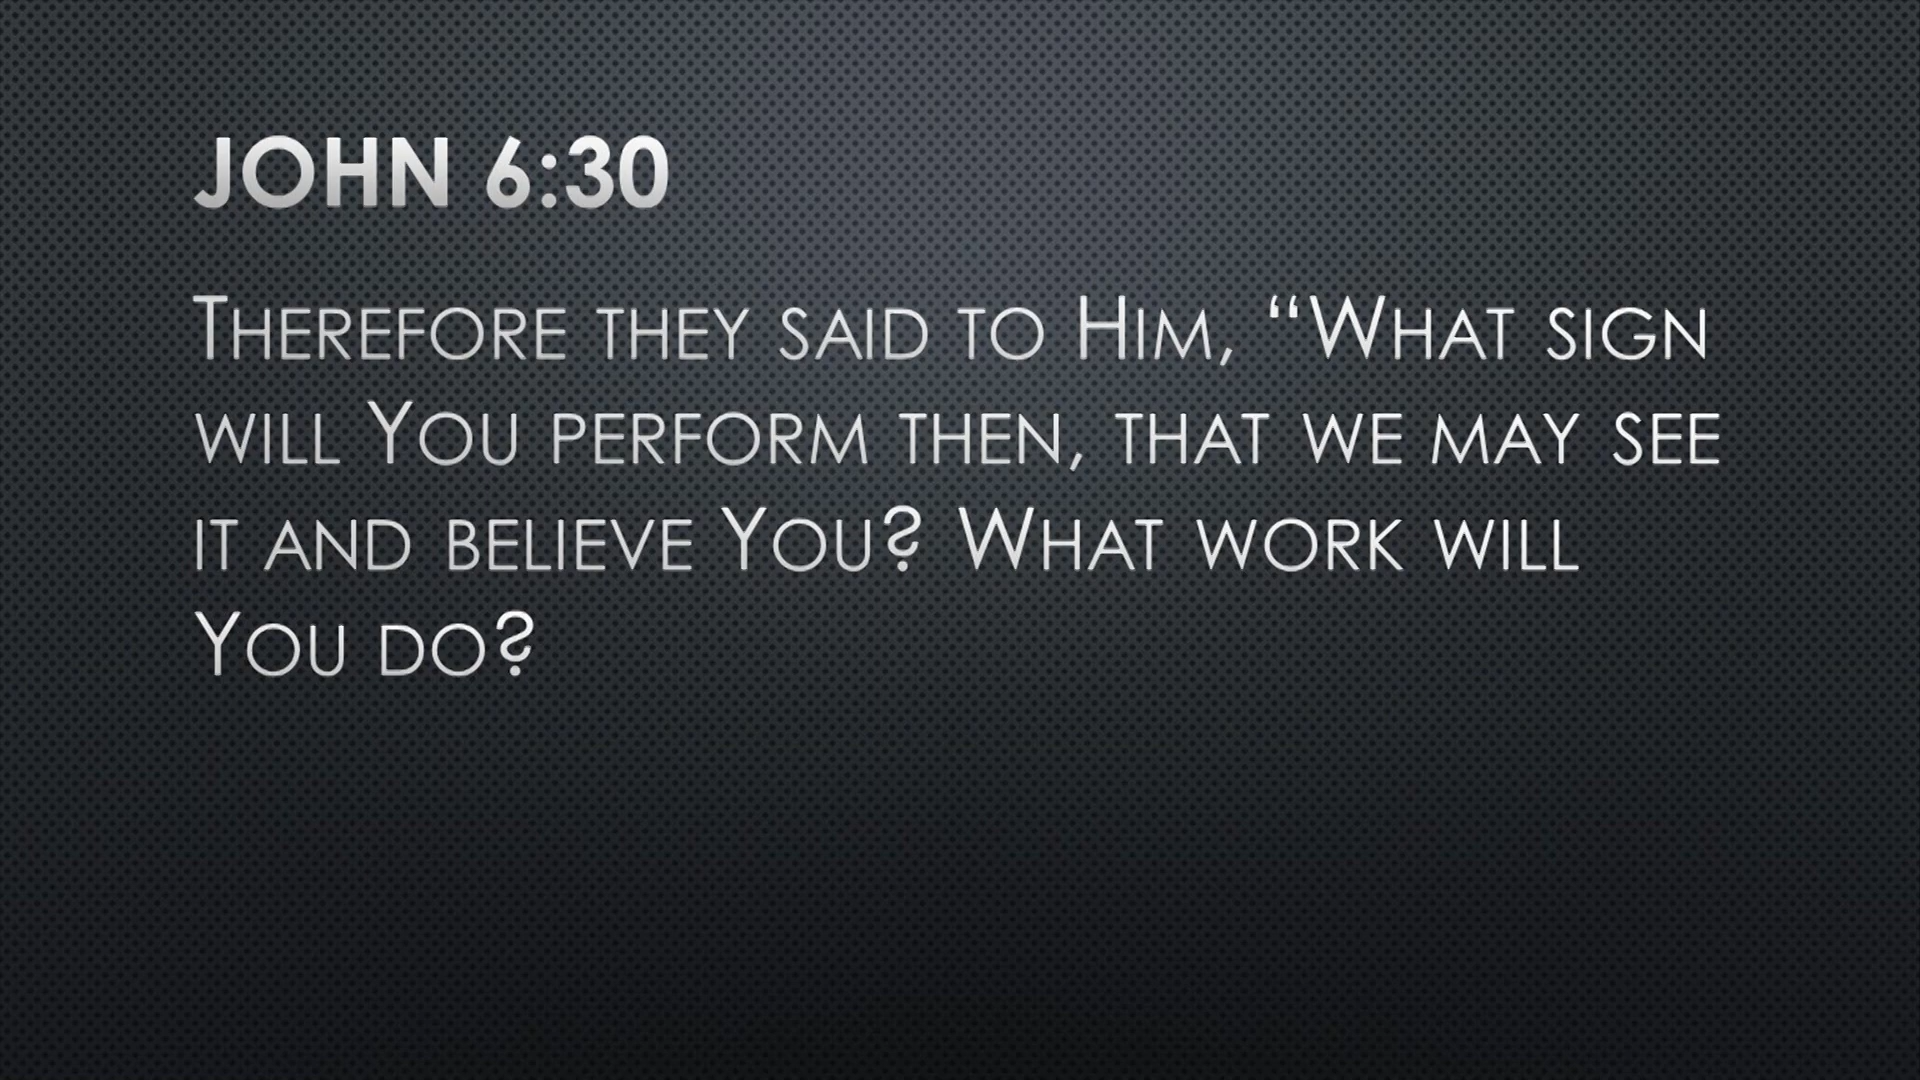 JOHN 6:30
Therefore they said to Him, “What sign
will You perform then, that we may see
it and believe You? What work will
You do?